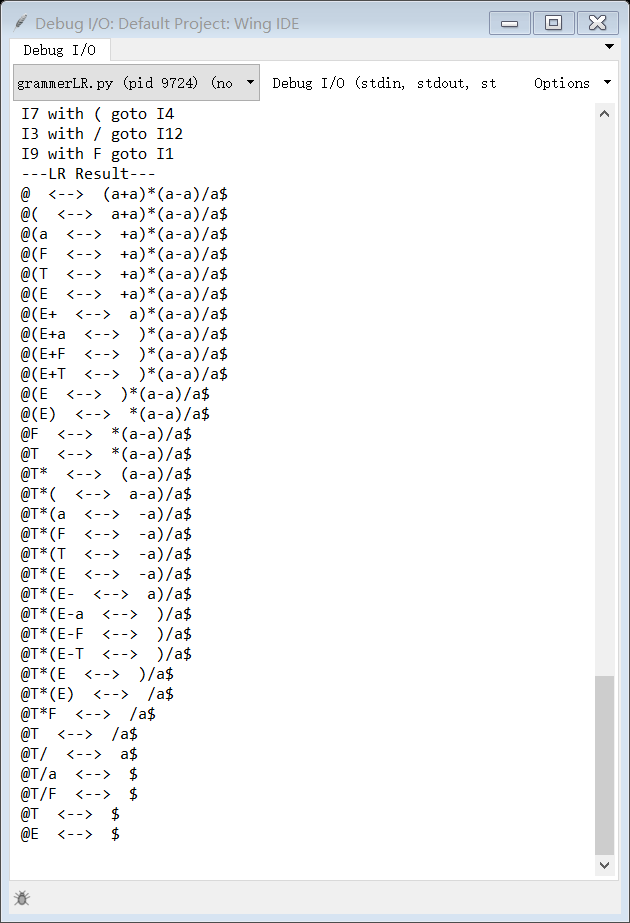 Debug I/O: Default Project: Wing IDE
Debug I/O
grammerLR.py (pid 9724) (no Debug I/O (stdin, stdout, st Options
I7 with ( goto I4
I3 with / goto I12
I9 with F goto I1
---LR Result---
@  <-->  (a+a)*(a-a)/a$
@(  <-->  a+a)*(a-a)/a$
@(a  <-->  +a)*(a-a)/a$
@(F  <-->  +a)*(a-a)/a$
@(T  <-->  +a)*(a-a)/a$
@(E  <-->  +a)*(a-a)/a$
@(E+  <-->  a)*(a-a)/a$
@(E+a  <-->  )*(a-a)/a$
@(E+F  <-->  )*(a-a)/a$
@(E+T  <-->  )*(a-a)/a$
@(E  <-->  )*(a-a)/a$
@(E)  <-->  *(a-a)/a$
@F  <-->  *(a-a)/a$
@T  <-->  *(a-a)/a$
@T*  <-->  (a-a)/a$
@T*(  <-->  a-a)/a$
@T*(a  <-->  -a)/a$
@T*(F  <-->  -a)/a$
@T*(T  <-->  -a)/a$
@T*(E  <-->  -a)/a$
@T*(E-  <-->  a)/a$
@T*(E-a  <-->  )/a$
@T*(E-F  <-->  )/a$
@T*(E-T  <-->  )/a$
@T*(E  <-->  )/a$
@T*(E)  <-->  /a$
@T*F  <-->  /a$
@T  <-->  /a$
@T/  <-->  a$
@T/a  <-->  $
@T/F  <-->  $
@T  <-->  $
@E  <-->  $